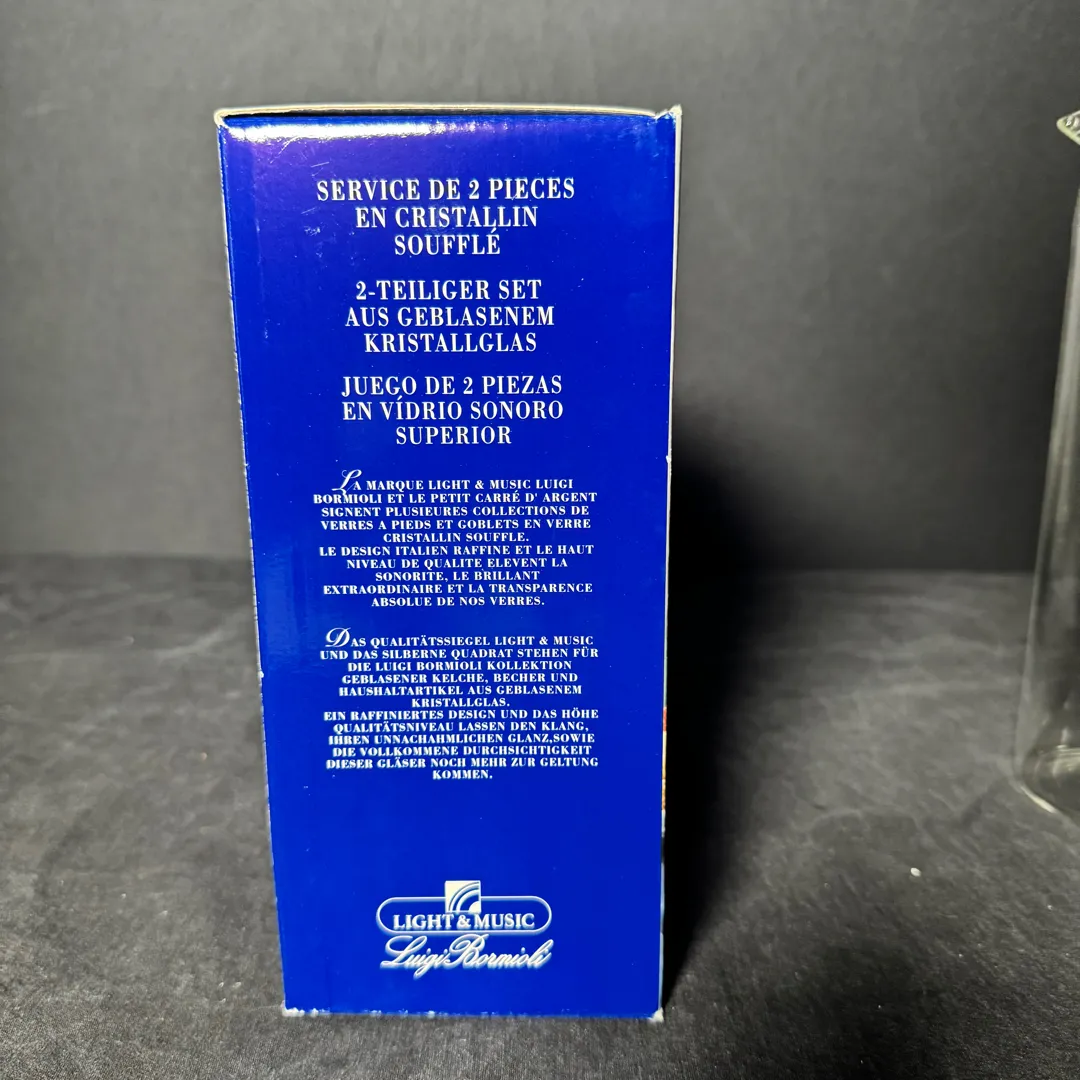 SERVICE DE 2 PIECES
EN CRISTALLIN
SOUFFLÉ
2-TEILIGER SET
AUS GEBLASENEM
KRISTALLGLAS
JUEGO DE 2 PIEZAS
EN VÍDRIO SONORO
SUPERIOR
LA MARQUE LIGHT & MUSIC LUIGI
BORMIOLI ET LE PETIT CARRÉ D' ARGENT
SIGNENT PLUSIEURES COLLECTIONS DE
VERRES A PIEDS ET GOBLETS EN VERRE
CRISTALLIN SOUFFLE.
LE DESIGN ITALIEN RAFFINE ET LE HAUT
NIVEAU DE QUALITE ELEVENT LA
SONORITE, LE BRILLANT
EXTRAORDINAIRE ET LA TRANSPARENCE
ABSOLUE DE NOS VERRES.
DAS QUALITÄTSSIEGEL LIGHT & MUSIC
UND DAS SILBERNE QUADRAT STEHEN FÜR
DIE LUIGI BORMIOLI KOLLEKTION
GEBLASENER KELCHE, BECHER UND
HAUSHALTARTIKEL AUS GEBLASENEM
KRISTALLGLAS.
EIN RAFFINIERTES DESIGN UND DAS HÖHE
QUALITÄTSNIVEAU LASSEN DEN KLANG,
IHREN UNNACHAHMLICHEN GLANZ,SOWIE
DIE VOLLKOMMENE DURCHSICHTIGKEIT
DIESER GLÄSER NOCH MEHR ZUR GELTUNG
KOMMEN.
LIGHT & MUSIC
Luigi Bormioli